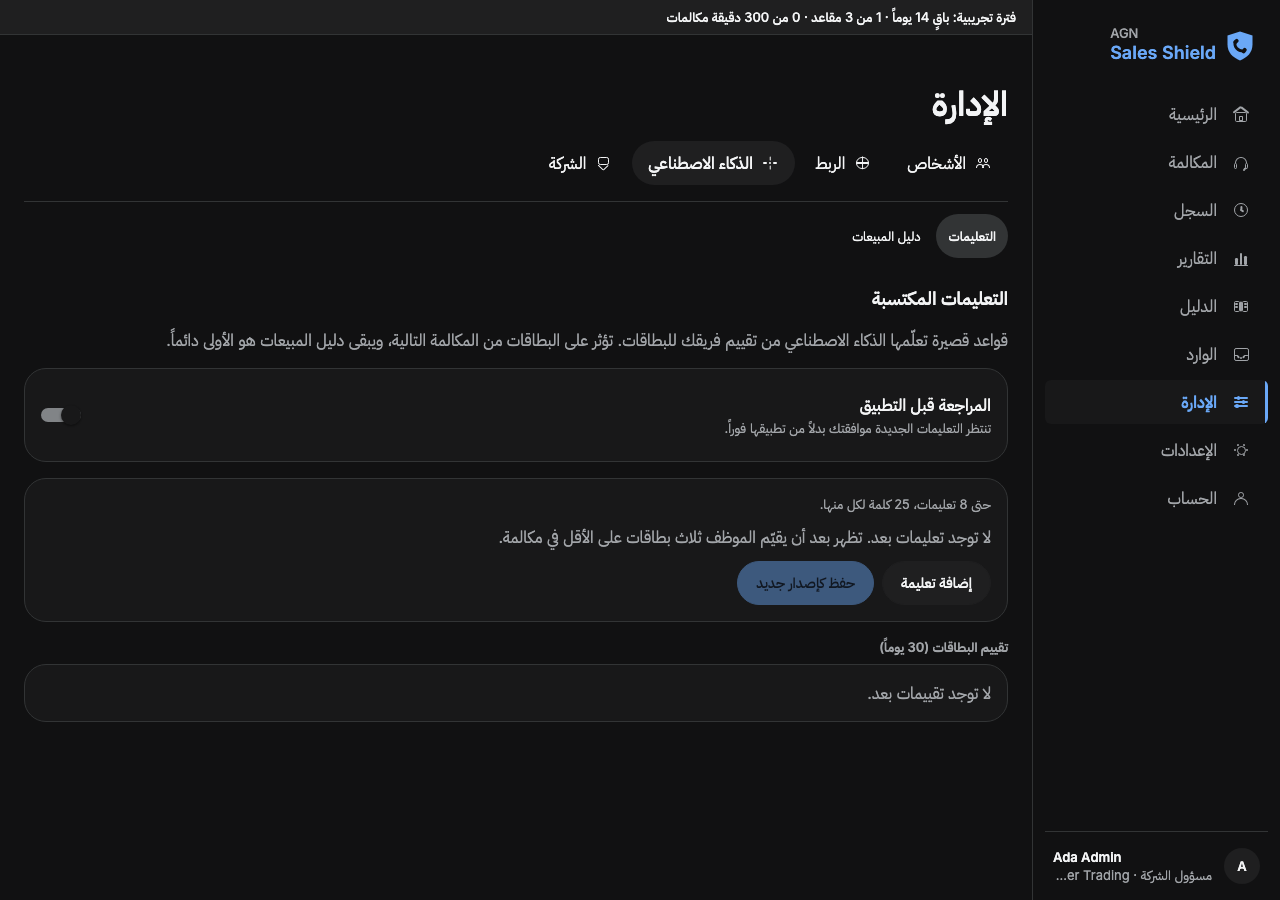 فترة تجريبية: باقٍ 14 يوماً · 1 من 3 مقاعد · 0 من 300 دقيقة مكالمات
AGN
Sales Shield
الرئيسية
المكالمة
السجل
التقارير
الدليل
الوارد
الإدارة
الإعدادات
الحساب
الإدارة
الأشخاص
الربط
الذكاء الاصطناعي
الشركة
التعليمات
دليل المبيعات
التعليمات المكتسبة
قواعد قصيرة تعلّمها الذكاء الاصطناعي من تقييم فريقك للبطاقات. تؤثر على البطاقات من المكالمة التالية، ويبقى دليل المبيعات هو الأولى دائماً.
المراجعة قبل التطبيق
تنتظر التعليمات الجديدة موافقتك بدلاً من تطبيقها فوراً.
حتى 8 تعليمات، 25 كلمة لكل منها.
لا توجد تعليمات بعد. تظهر بعد أن يقيّم الموظف ثلاث بطاقات على الأقل في مكالمة.
إضافة تعليمة
حفظ كإصدار جديد
تقييم البطاقات (30 يوماً)
لا توجد تقييمات بعد.
A
Ada Admin
مسؤول الشركة · er Trading...